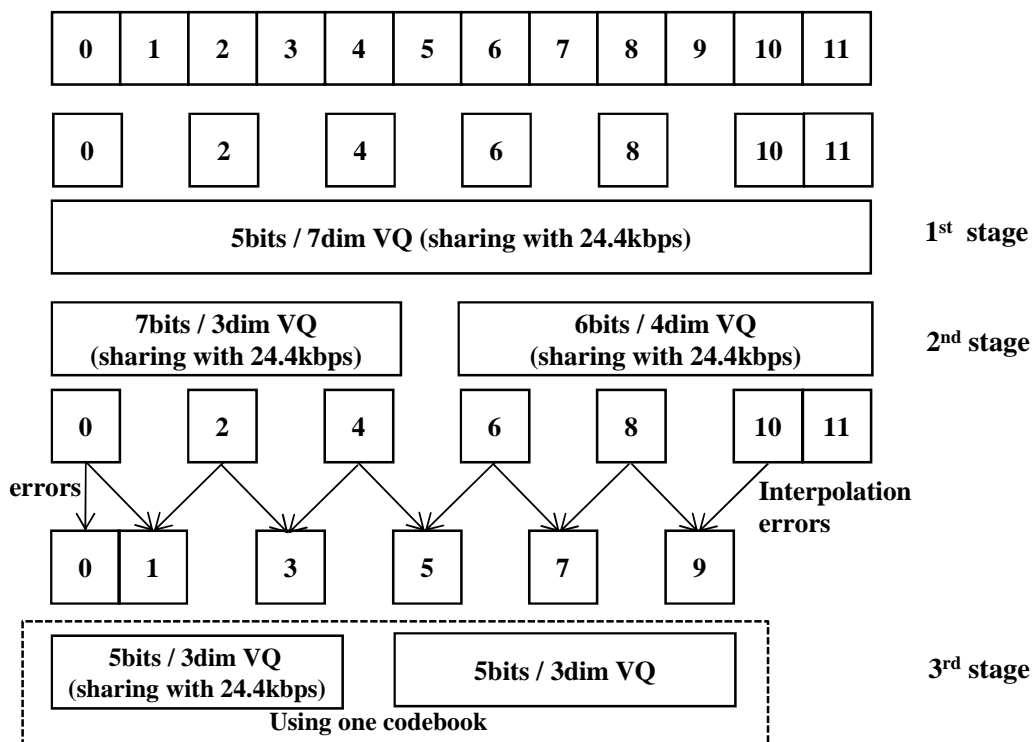 0 1 2 3 4 5 6 7 8 9 10 11
0 2 4 6 8 10 11
5bits / 7dim VQ (sharing with 24.4kbps)
1st stage
7bits / 3dim VQ
(sharing with 24.4kbps)
6bits / 4dim VQ
(sharing with 24.4kbps)
2nd stage
0 2 4 6 8 10 11
errors
Interpolation
errors
0 1 3 5 7 9
5bits / 3dim VQ
(sharing with 24.4kbps)
5bits / 3dim VQ
3rd stage
Using one codebook